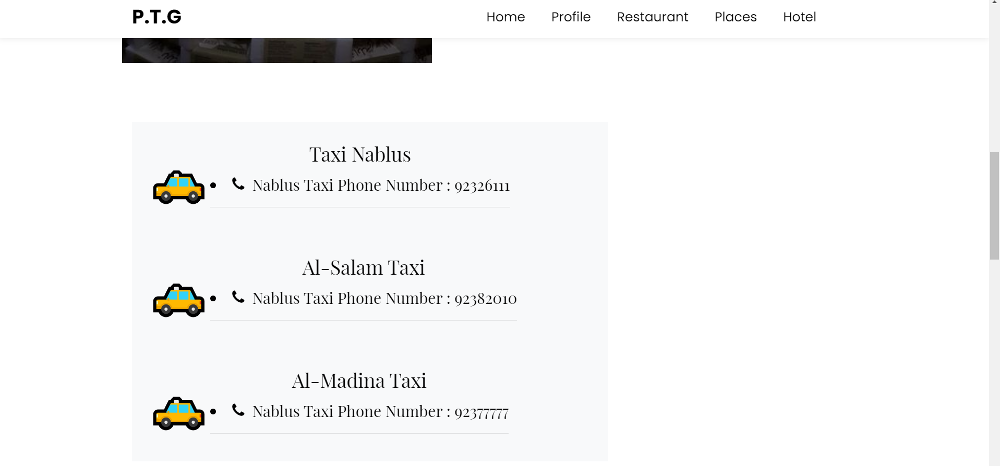 P.T.G Home Profile Restaurant Places Hotel
Taxi Nablus
Nablus Taxi Phone Number : 92326111
Al-Salam Taxi
Nablus Taxi Phone Number : 92382010
Al-Madina Taxi
Nablus Taxi Phone Number : 92377777